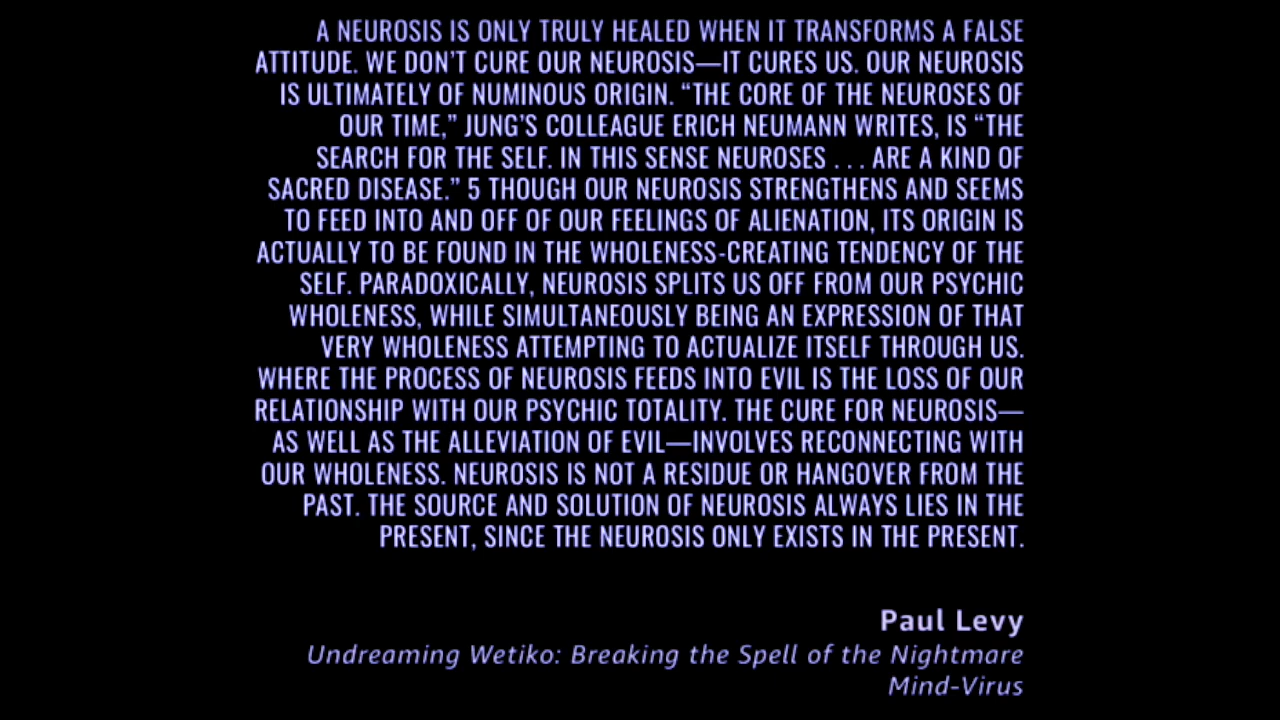 A NEUROSIS IS ONLY TRULY HEALED WHEN IT TRANSFORMS A FALSE
ATTITUDE. WE DON’T CURE OUR NEUROSIS—IT CURES US. OUR NEUROSIS
IS ULTIMATELY OF NUMINOUS ORIGIN. “THE CORE OF THE NEUROSES OF
OUR TIME,” JUNG’S COLLEAGUE ERICH NEUMANN WRITES, IS “THE
SEARCH FOR THE SELF. IN THIS SENSE NEUROSES . . . ARE A KIND OF
SACRED DISEASE.” 5 THOUGH OUR NEUROSIS STRENGTHENS AND SEEMS
TO FEED INTO AND OFF OF OUR FEELINGS OF ALIENATION, ITS ORIGIN IS
ACTUALLY TO BE FOUND IN THE WHOLENESS-CREATING TENDENCY OF THE
SELF. PARADOXICALLY, NEUROSIS SPLITS US OFF FROM OUR PSYCHIC
WHOLENESS, WHILE SIMULTANEOUSLY BEING AN EXPRESSION OF THAT
VERY WHOLENESS ATTEMPTING TO ACTUALIZE ITSELF THROUGH US.
WHERE THE PROCESS OF NEUROSIS FEEDS INTO EVIL IS THE LOSS OF OUR
RELATIONSHIP WITH OUR PSYCHIC TOTALITY. THE CURE FOR NEUROSIS—
AS WELL AS THE ALLEVIATION OF EVIL—INVOLVES RECONNECTING WITH
OUR WHOLENESS. NEUROSIS IS NOT A RESIDUE OR HANGOVER FROM THE
PAST. THE SOURCE AND SOLUTION OF NEUROSIS ALWAYS LIES IN THE
PRESENT, SINCE THE NEUROSIS ONLY EXISTS IN THE PRESENT.
Paul Levy
Undreaming Wetiko: Breaking the Spell of the Nightmare
Mind-Virus